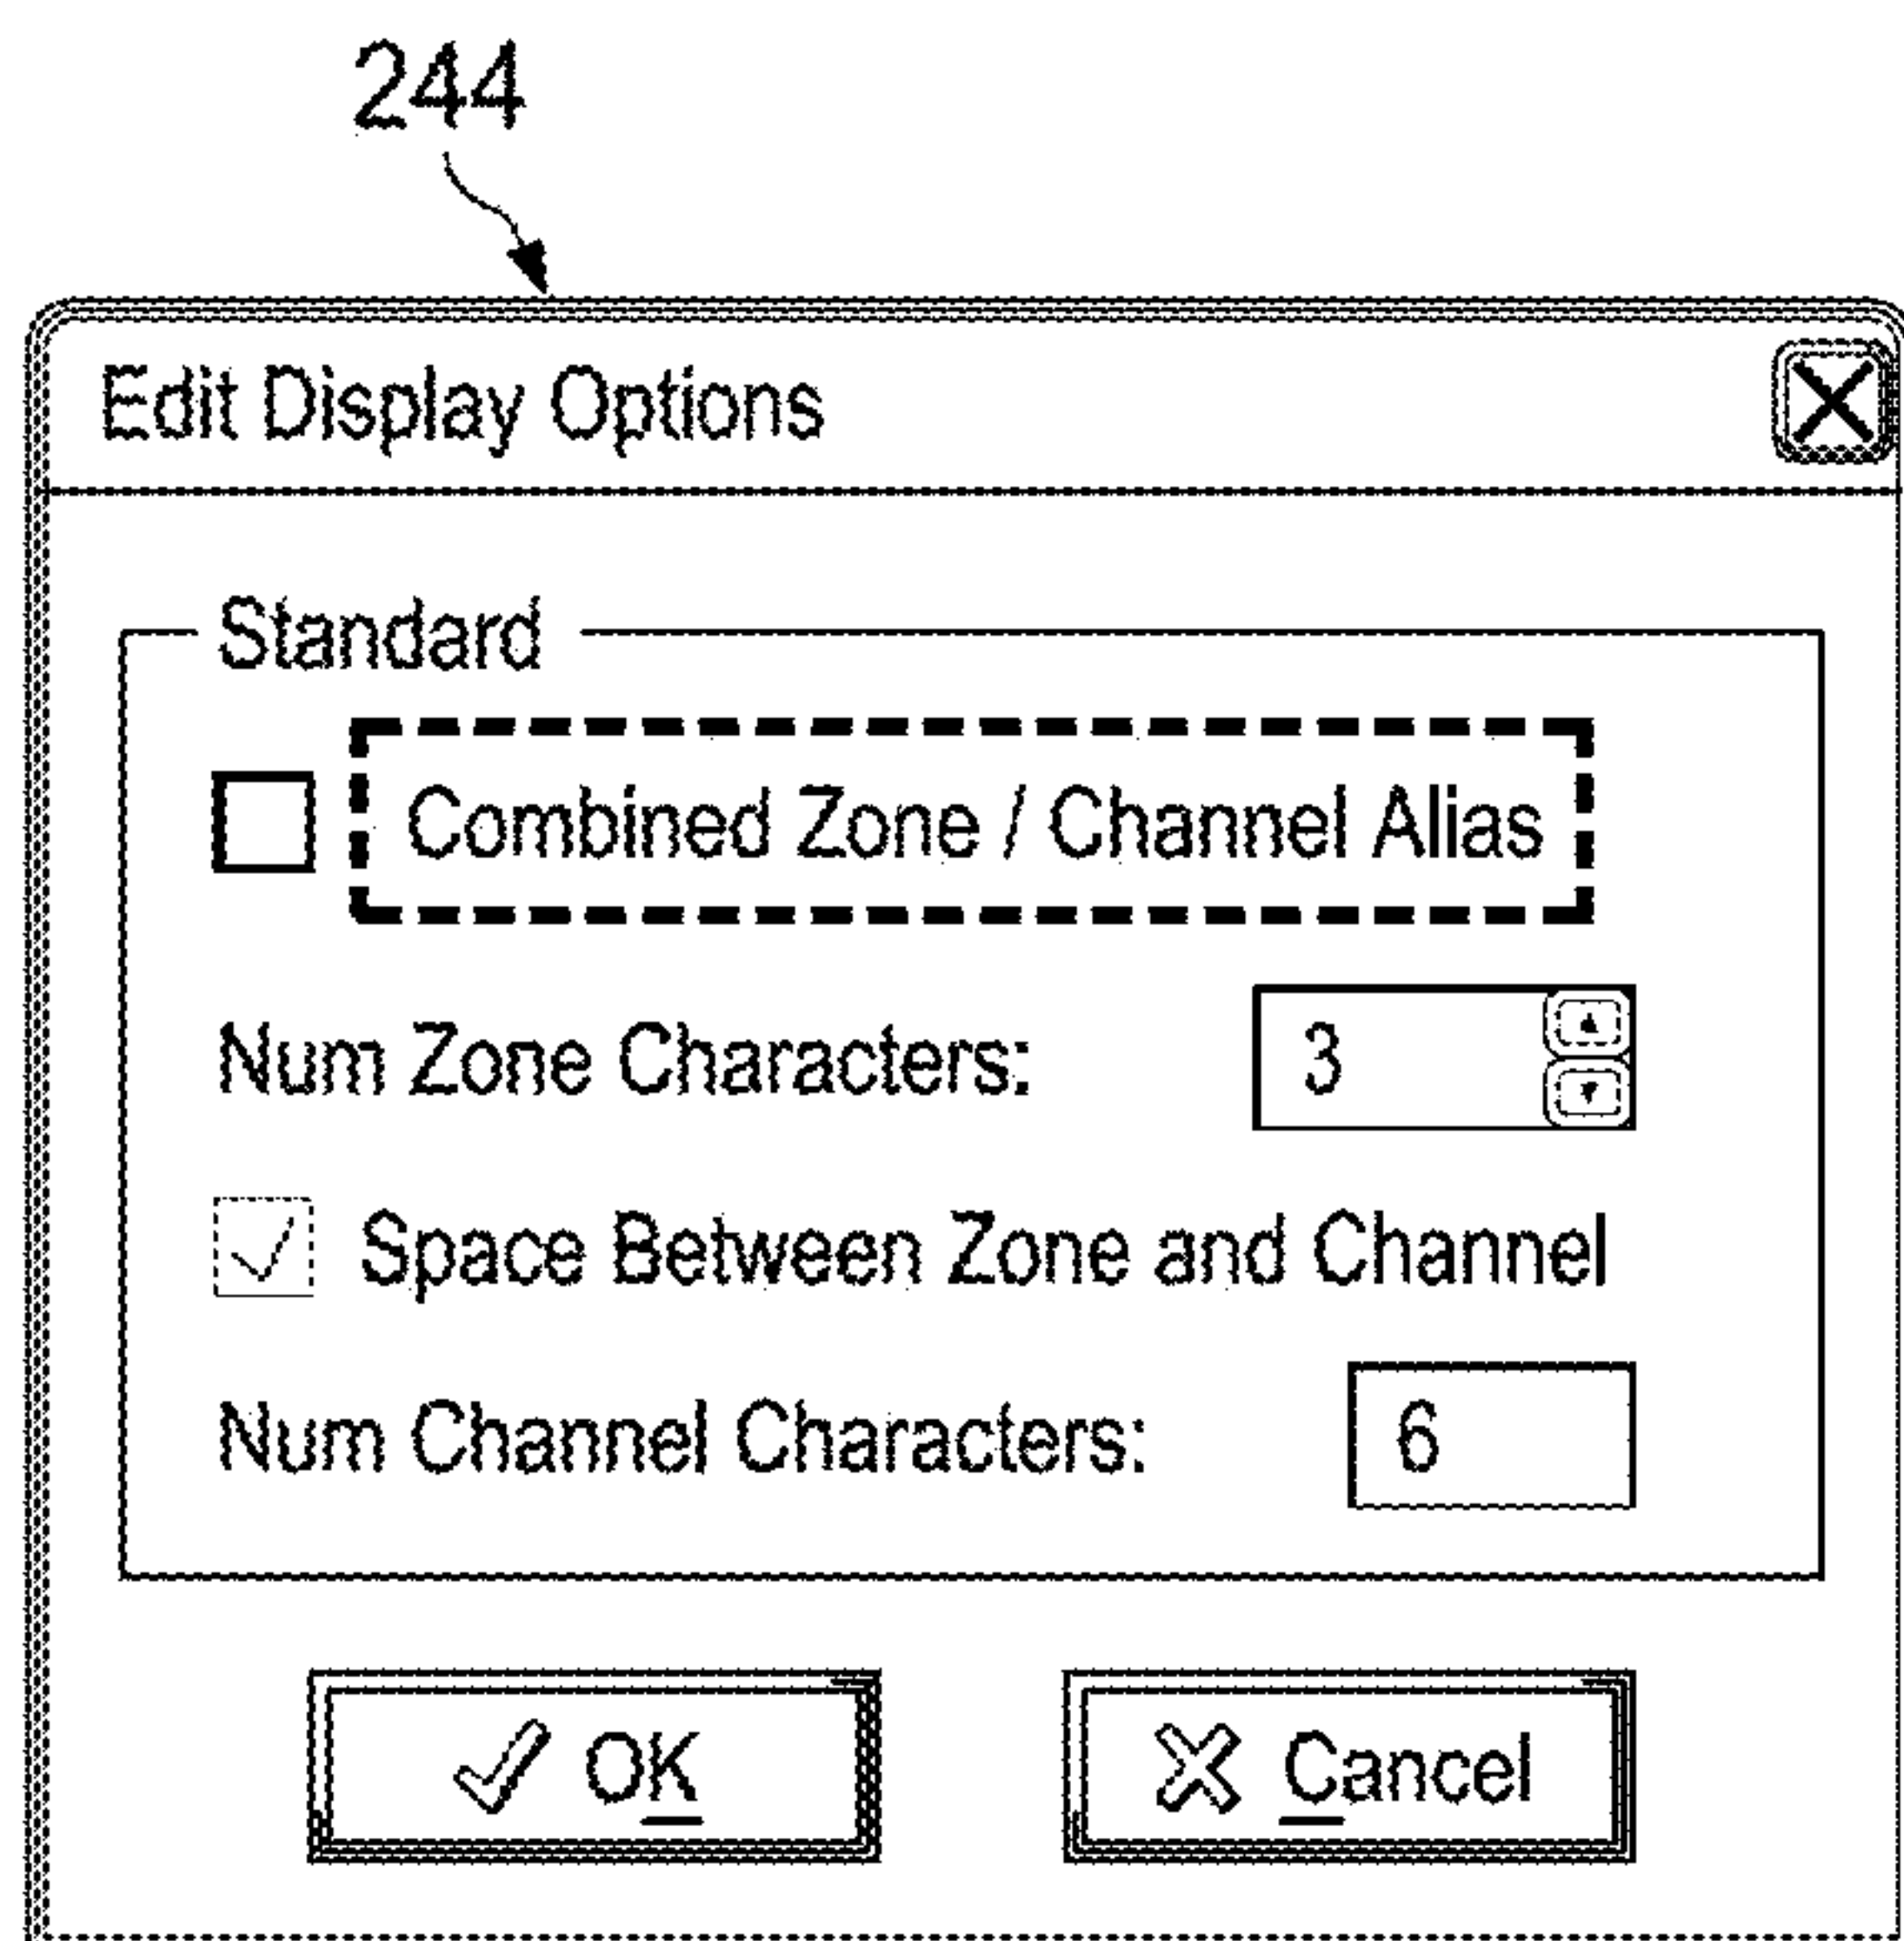 244
Edit Display Options
Standard
Combined Zone / Channel Alias
Num Zone Characters: 3
Space Between Zone and Channel
Num Channel Characters: 6
OK
Cancel